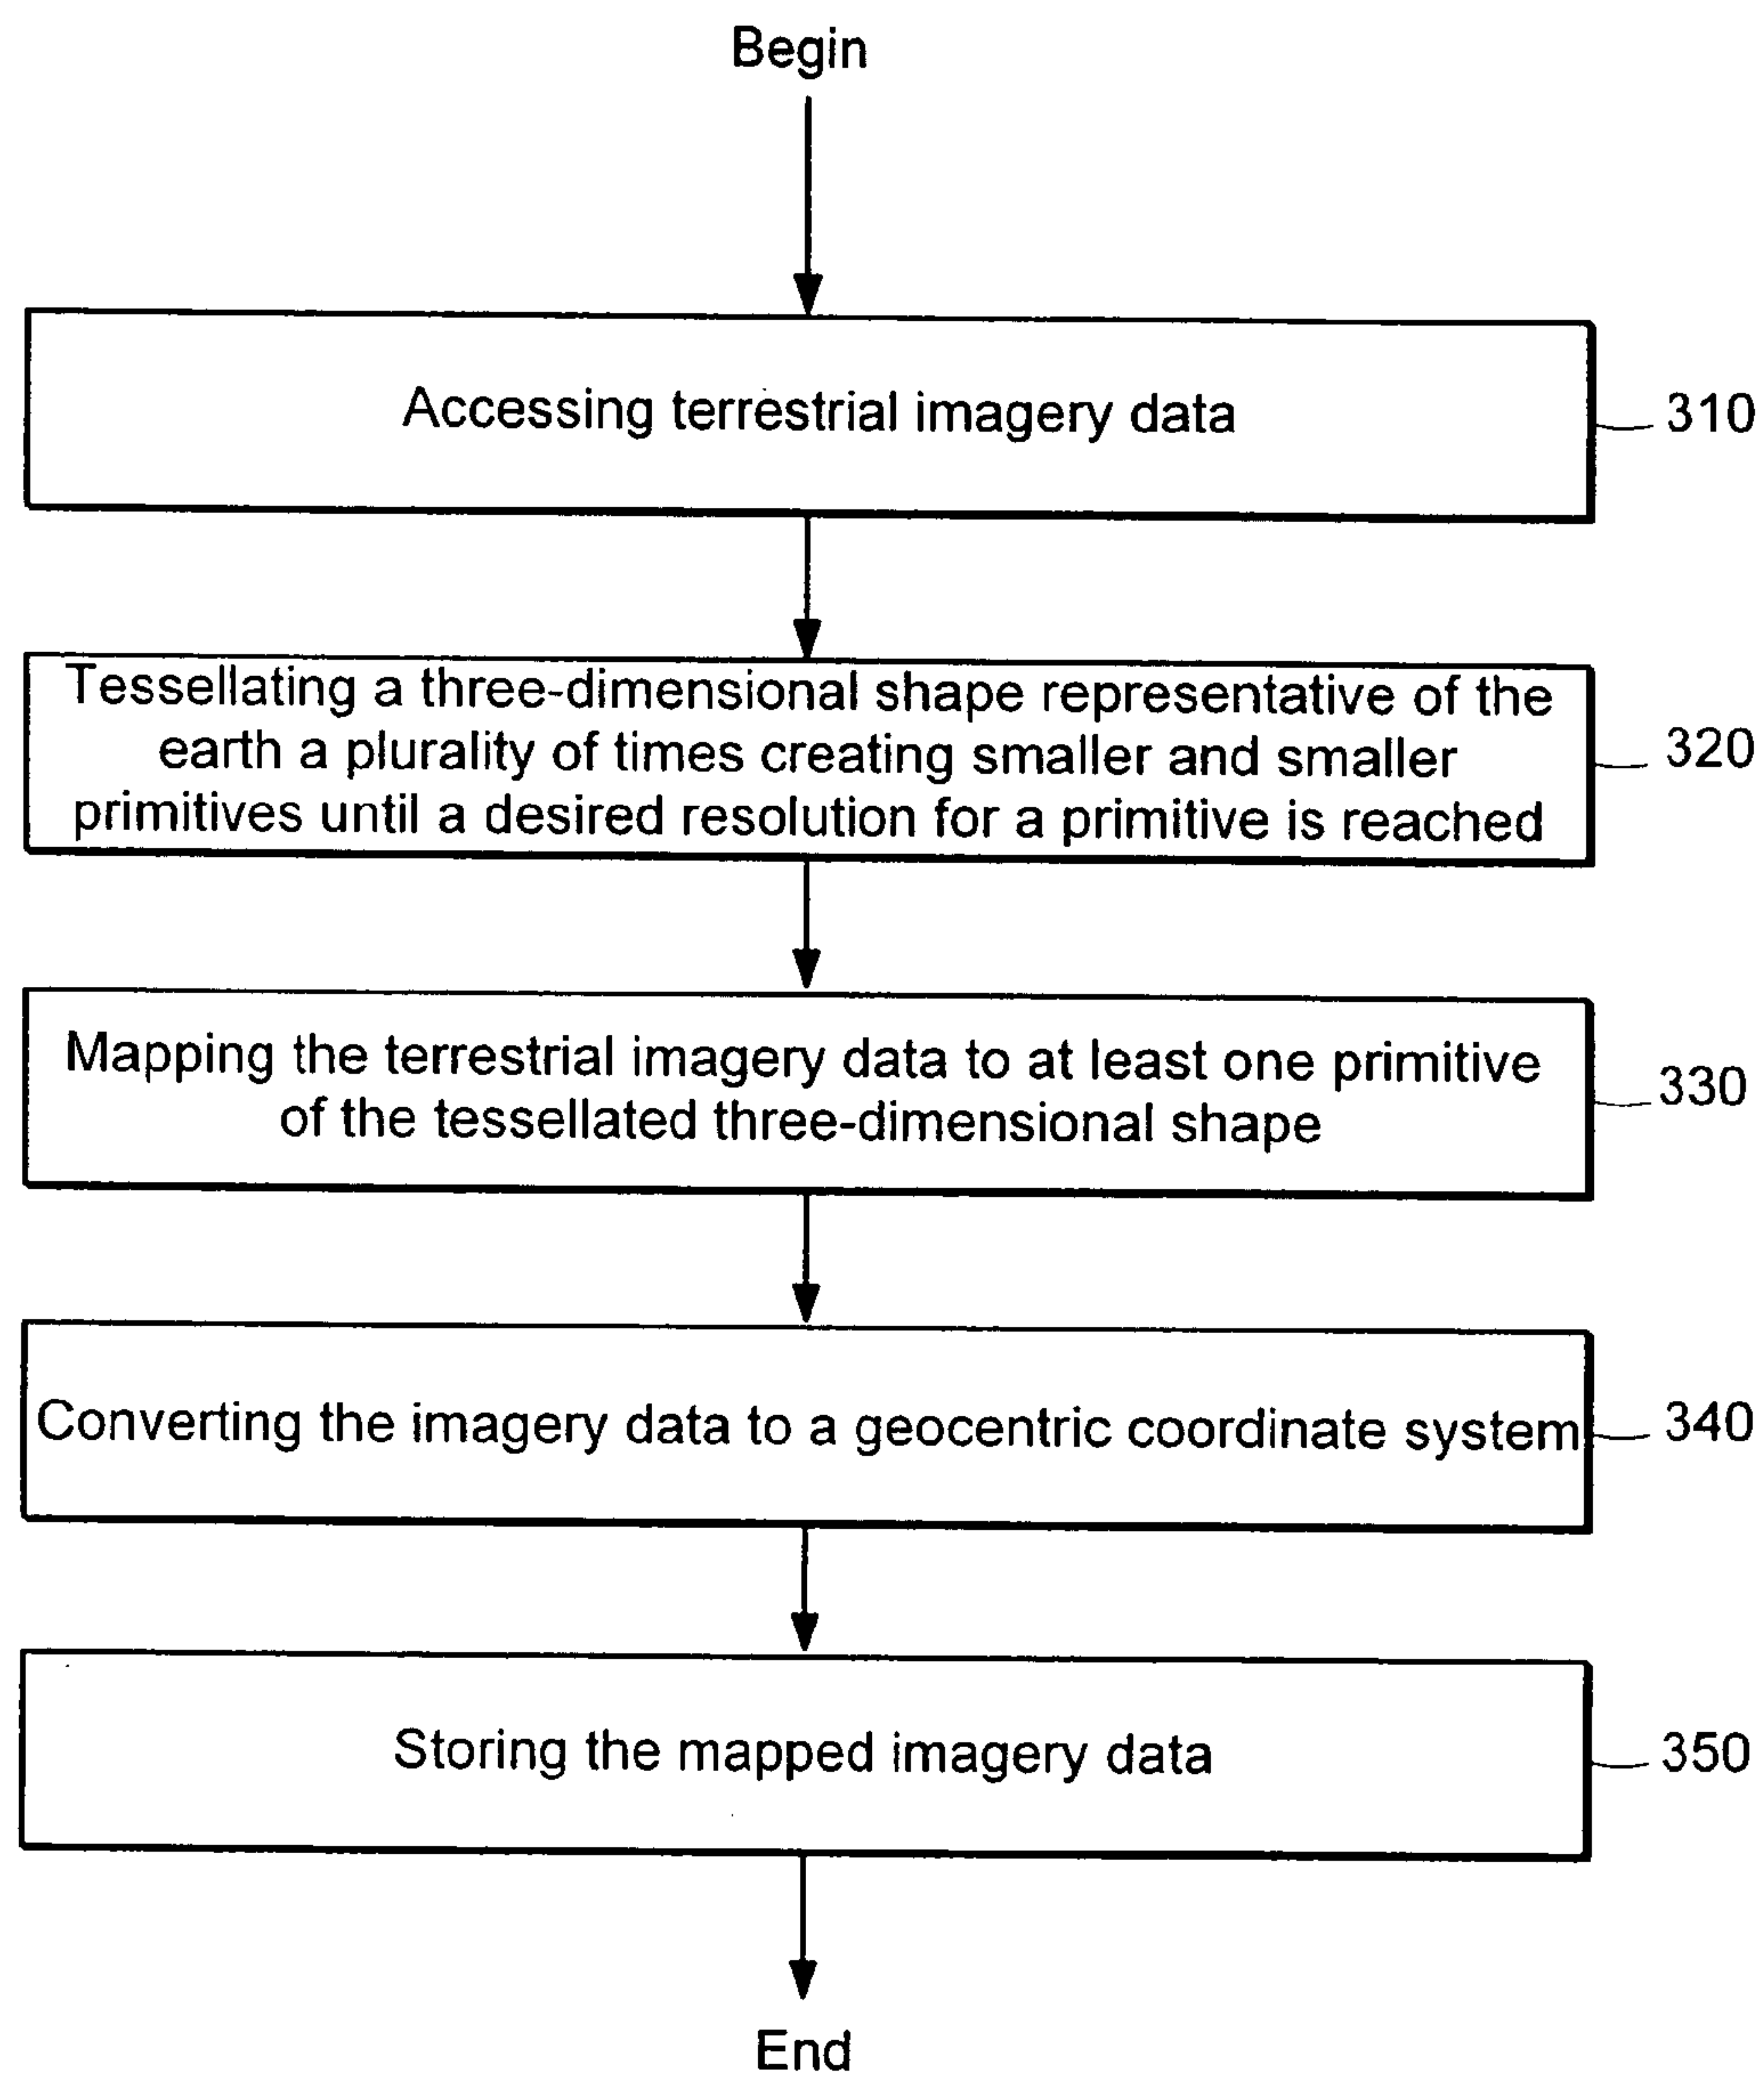 Begin
Accessing terrestrial imagery data
310
Tessellating a three-dimensional shape representative of the
earth a plurality of times creating smaller and smaller
primitives until a desired resolution for a primitive is reached
320
Mapping the terrestrial imagery data to at least one primitive
of the tessellated three-dimensional shape
330
Converting the imagery data to a geocentric coordinate system
340
Storing the mapped imagery data
350
End